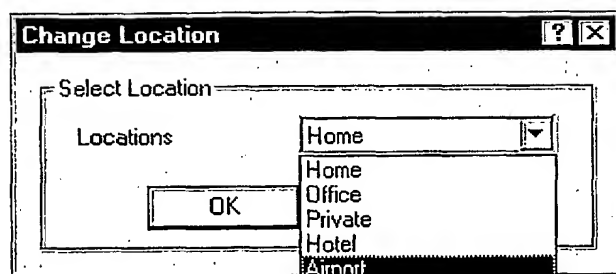 Change Location
Select Location
Locations
Home
Home
Office
Private
OK
Hotel
Airport